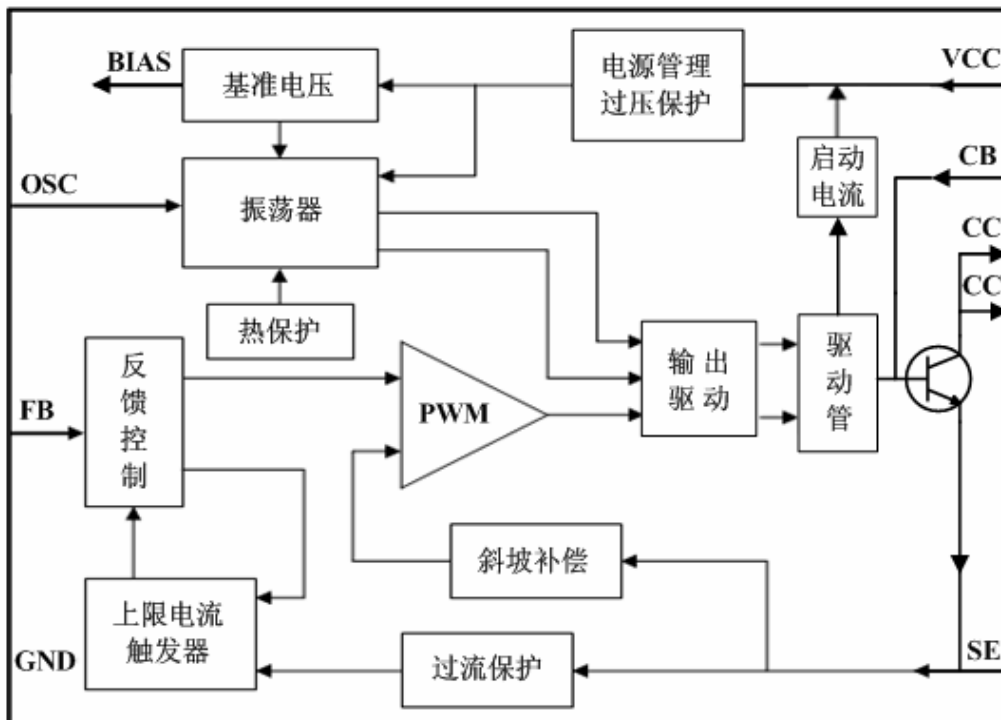 BIAS
基准电压
电源管理
过压保护
VCC
启动
电流
CB
OSC
振荡器
CC
CC
热保护
反
馈
控
制
FB
PWM
输出
驱动
驱
动
管
斜坡补偿
上限电流
触发器
GND
过流保护
SE